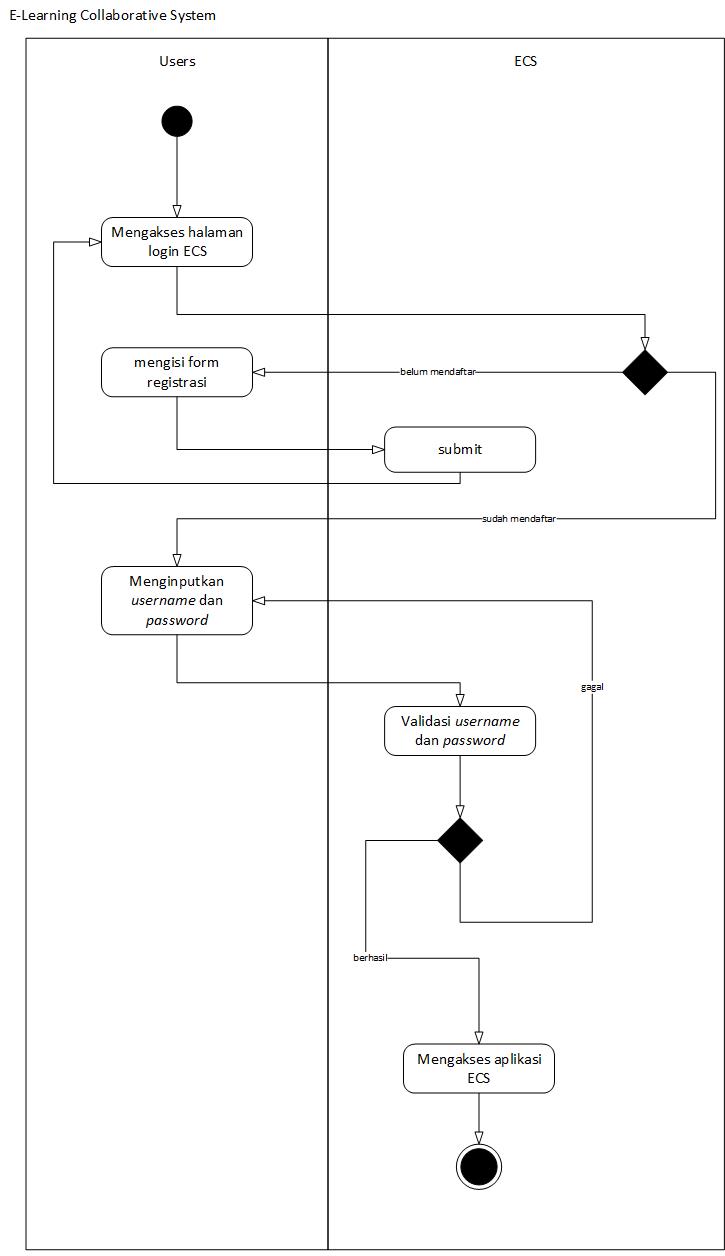 E-Learning Collaborative System
Users
ECS
Mengakses halaman
login ECS
mengisi form
registrasi
belum mendaftar
submit
sudah mendaftar
Menginputkan
username dan
password
gagal
Validasi username
dan password
berhasil
Mengakses aplikasi
ECS